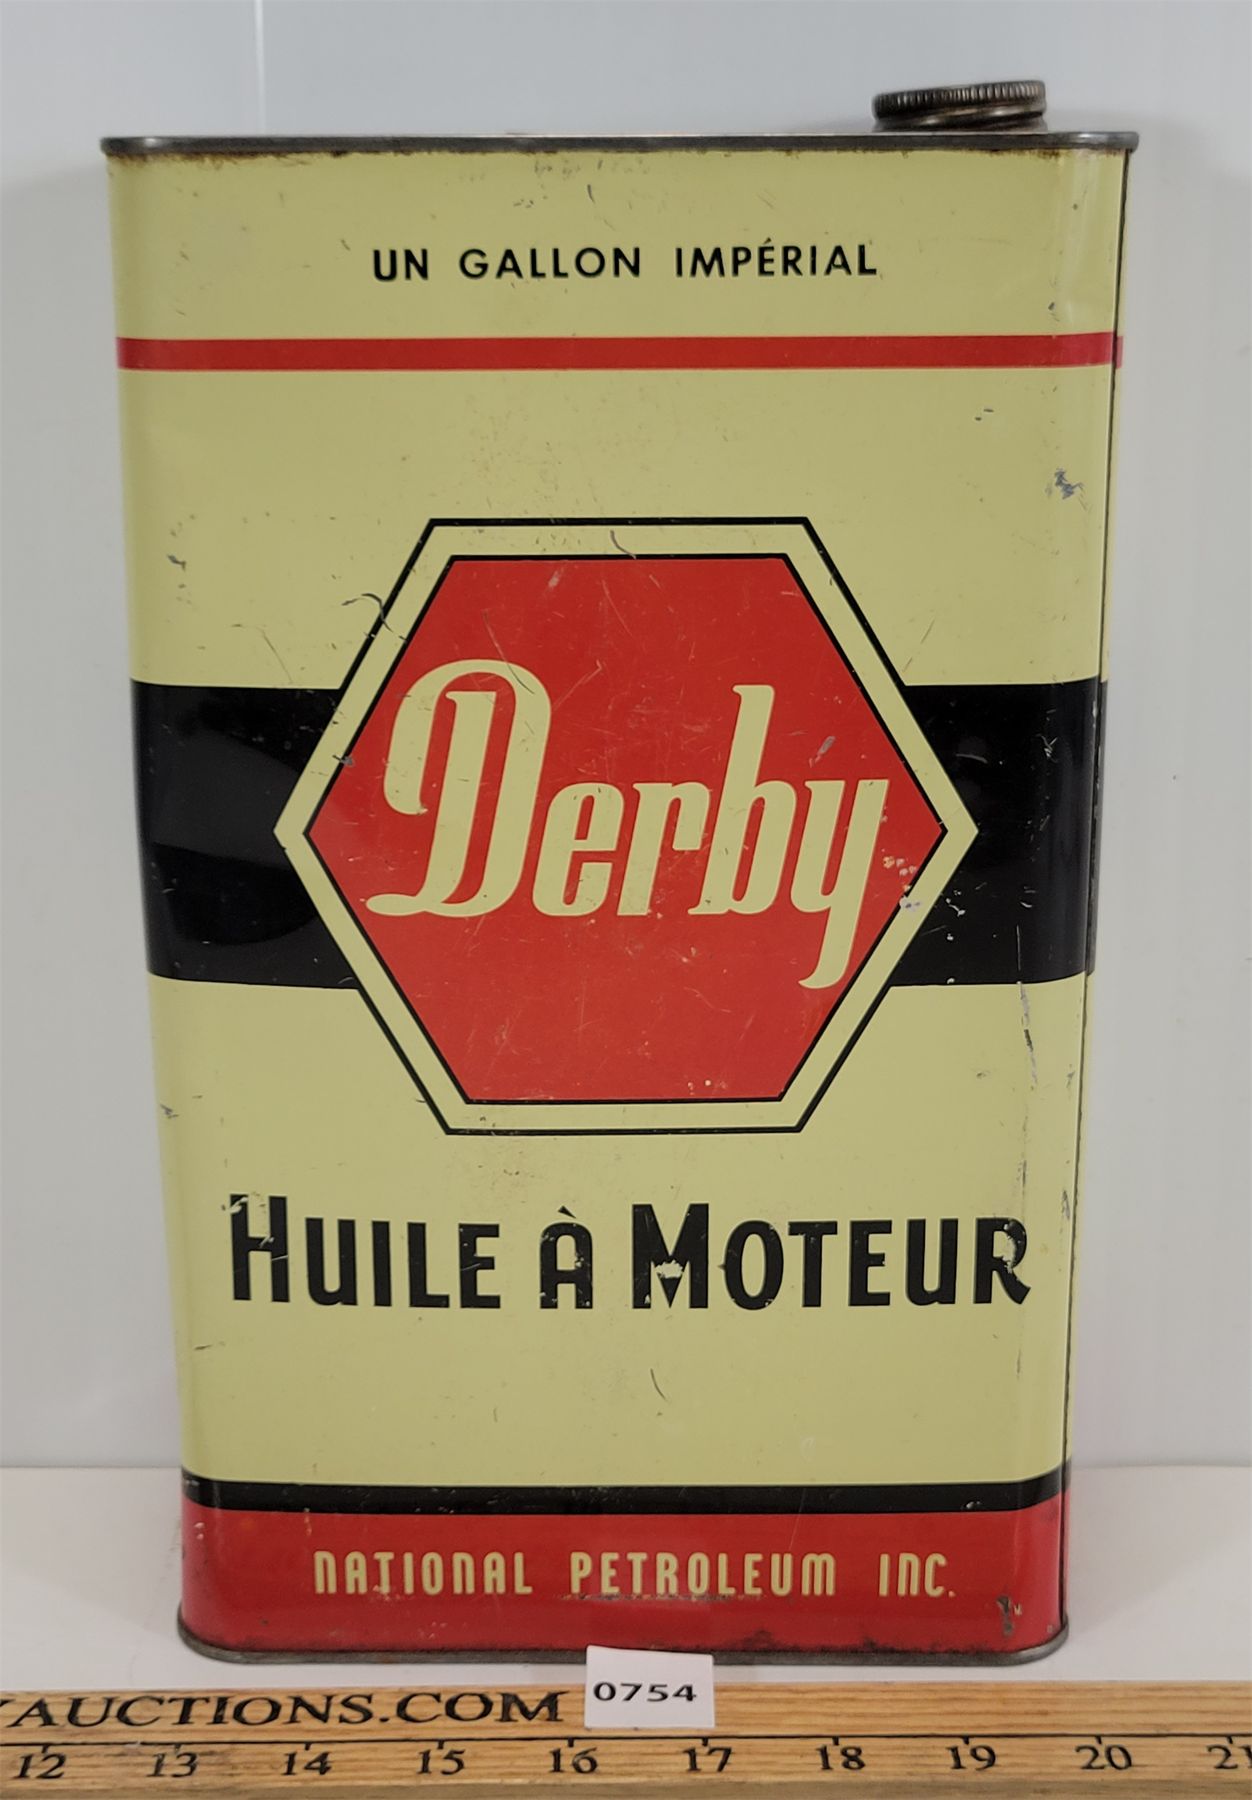 UN GALLON IMPÉRIAL
Derby
HUILE À MOTEUR
NATIONAL PETROLEUM INC.
0754
AUCTIONS.COM
12 13 14 15 16 17 18 19 20